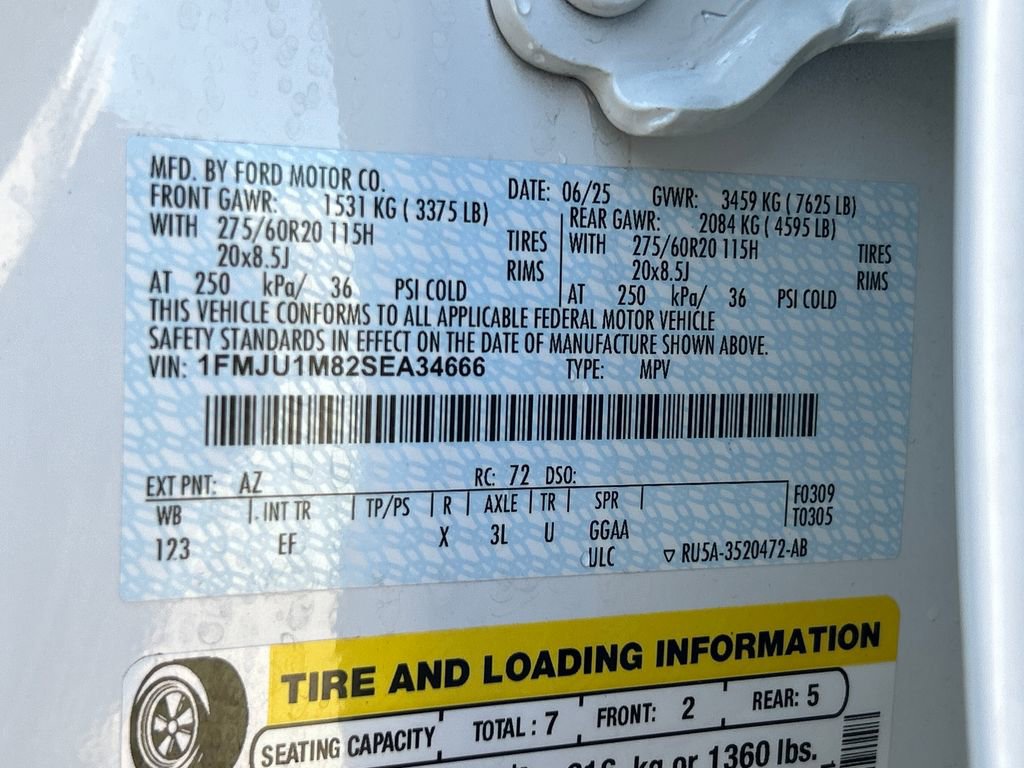 MFD. BY FORD MOTOR CO. DATE: 06/25 GVWR: 3459 KG ( 7625 LB)
FRONT GAWR: 1531 KG ( 3375 LB) REAR GAWR: 2084 KG ( 4595 LB)
WITH 275/60R20 115H TIRES WITH 275/60R20 115H TIRES
20x8.5J RIMS 20x8.5J RIMS
AT 250 kPa/ 36 PSI COLD AT 250 kPa/ 36 PSI COLD
THIS VEHICLE CONFORMS TO ALL APPLICABLE FEDERAL MOTOR VEHICLE
SAFETY STANDARDS IN EFFECT ON THE DATE OF MANUFACTURE SHOWN ABOVE.
VIN: 1FMJU1M82SEA34666 TYPE: MPV
EXT PNT: AZ RC: 72 DSO:
WB INT TR TP/PS R AXLE TR SPR F0309
T0305
123 EF X 3L U GGAA
ULC RU5A-3520472-AB
TIRE AND LOADING INFORMATION
SEATING CAPACITY TOTAL : 7 FRONT: 2 REAR: 5
kg or 1360 lbs.